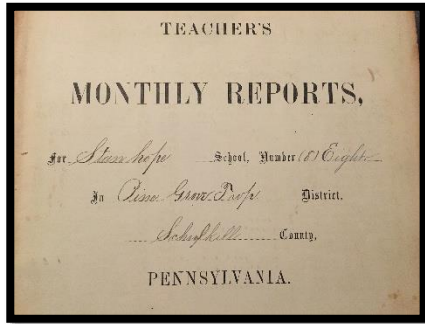 TEACHER'S
MONTHLY REPORTS,
For Stanhope School, Number (8) Eight
In Pine Grove Twp District.
Schuylkill County,
PENNSYLVANIA.